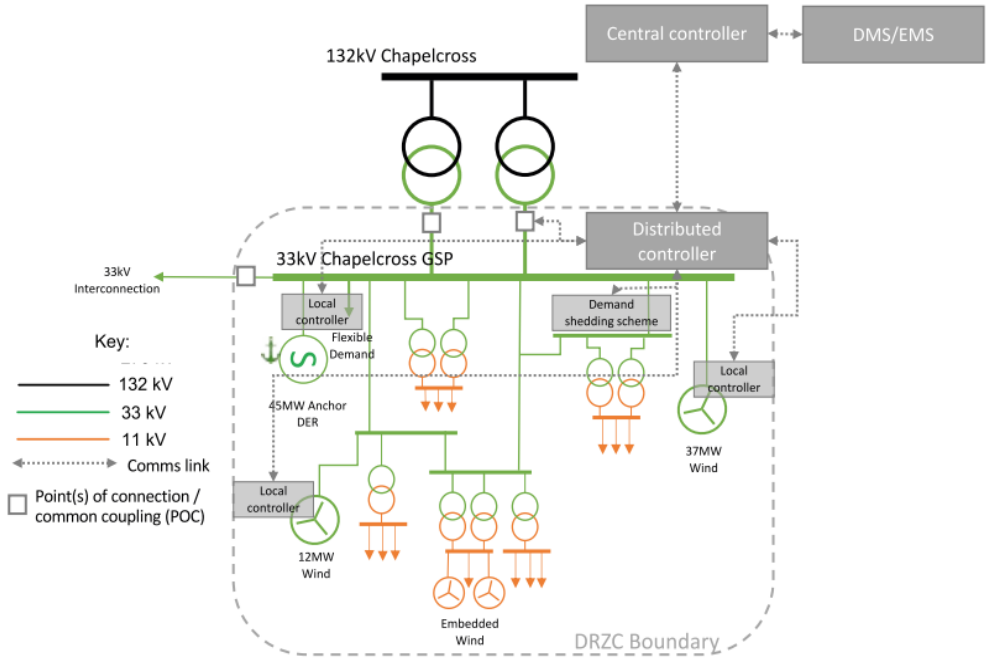 Central controller
DMS/EMS
132kV Chapelcross
Distributed
controller
33kV Chapelcross GSP
33kV
Interconnection
Local
controller
Flexible
Demand
Demand
shedding scheme
Key:
132 kV
33 kV
11 kV
Comms link
Point(s) of connection /
common coupling (POC)
45MW Anchor
DER
Local
controller
37MW
Wind
Local
controller
12MW
Wind
Embedded
Wind
DRZC Boundary